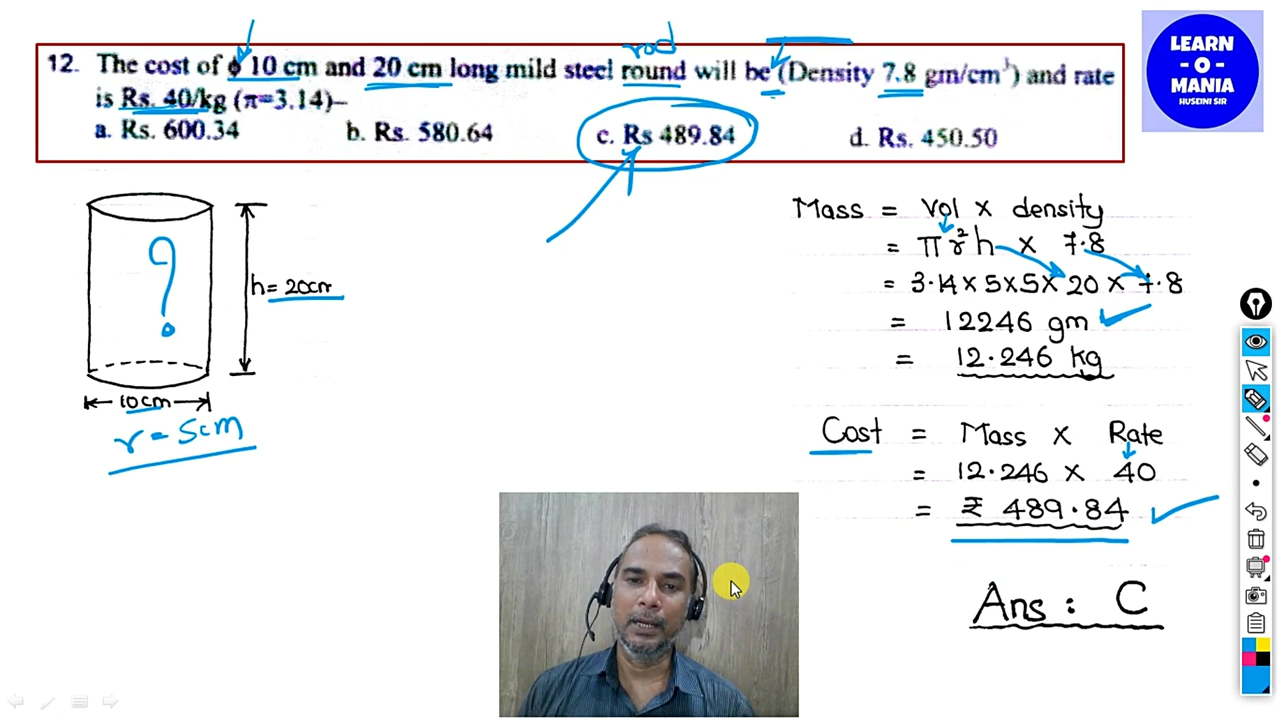 rod
12. The cost of ϕ 10 cm and 20 cm long mild steel round will be (Density 7.8 gm/cm³) and rate
is Rs. 40/kg (π=3.14)–
a. Rs. 600.34 b. Rs. 580.64 c. Rs 489.84 d. Rs. 450.50
LEARN
-O-
MANIA
HUSEINI SIR
?
h = 20cm
10cm
r = 5cm
Mass = Vol × density
= πr²h × 7.8
= 3.14×5×5×20 × 7.8
= 12246 gm
= 12.246 kg
Cost = Mass × Rate
= 12.246 × 40
= ₹ 489.84
Ans : C